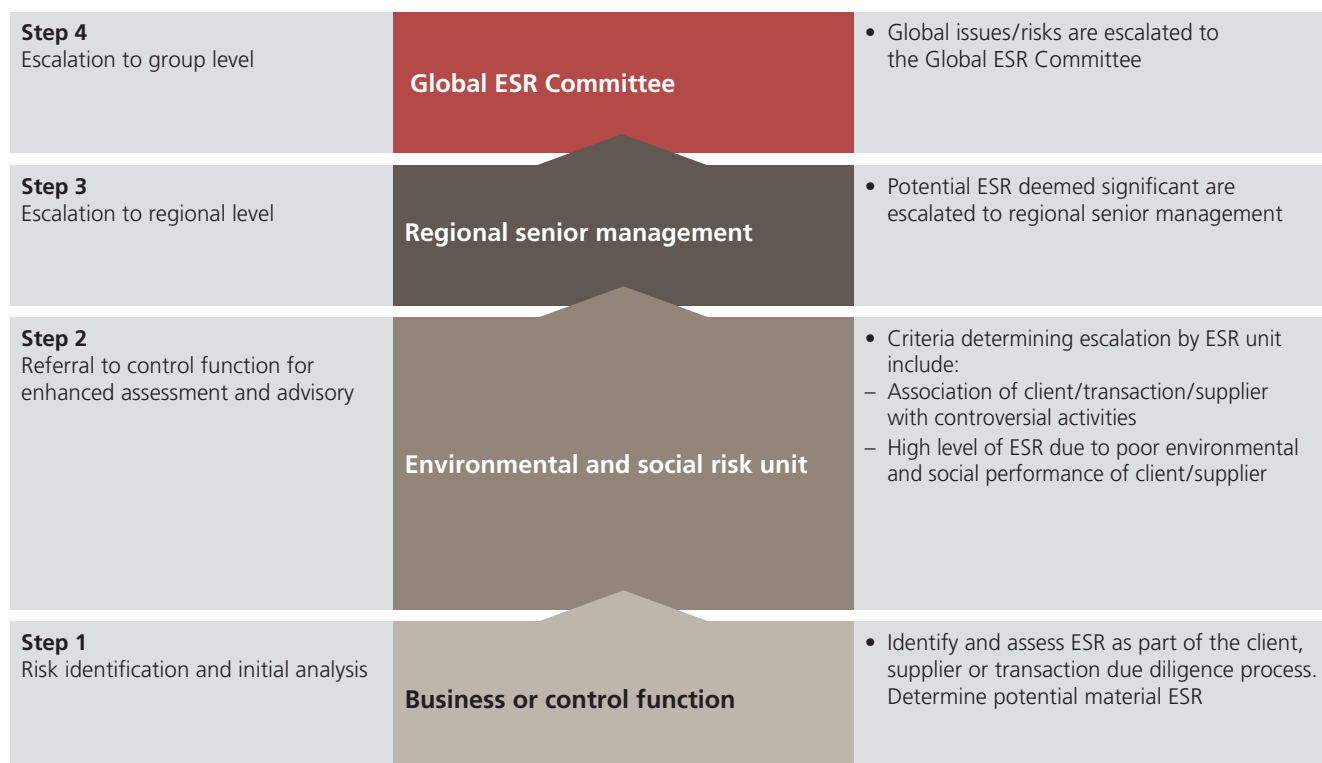 Step 4
Escalation to group level
Global ESR Committee
• Global issues/risks are escalated to
the Global ESR Committee
Step 3
Escalation to regional level
Regional senior management
• Potential ESR deemed significant are
escalated to regional senior management
Step 2
Referral to control function for
enhanced assessment and advisory
Environmental and social risk unit
• Criteria determining escalation by ESR unit
include:
– Association of client/transaction/supplier
with controversial activities
– High level of ESR due to poor environmental
and social performance of client/supplier
Step 1
Risk identification and initial analysis
Business or control function
• Identify and assess ESR as part of the client,
supplier or transaction due diligence process.
Determine potential material ESR